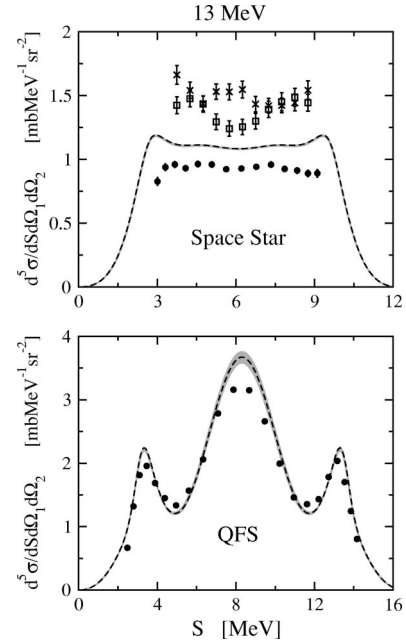 13 MeV
d⁵σ/dSdΩ₁dΩ₂ [mbMeV⁻¹sr⁻²]
2
1.5
1
0.5
0
Space Star
0 3 6 9 12
d⁵σ/dSdΩ₁dΩ₂ [mbMeV⁻¹sr⁻²]
4
3
2
1
0
QFS
0 4 8 12 16
S [MeV]